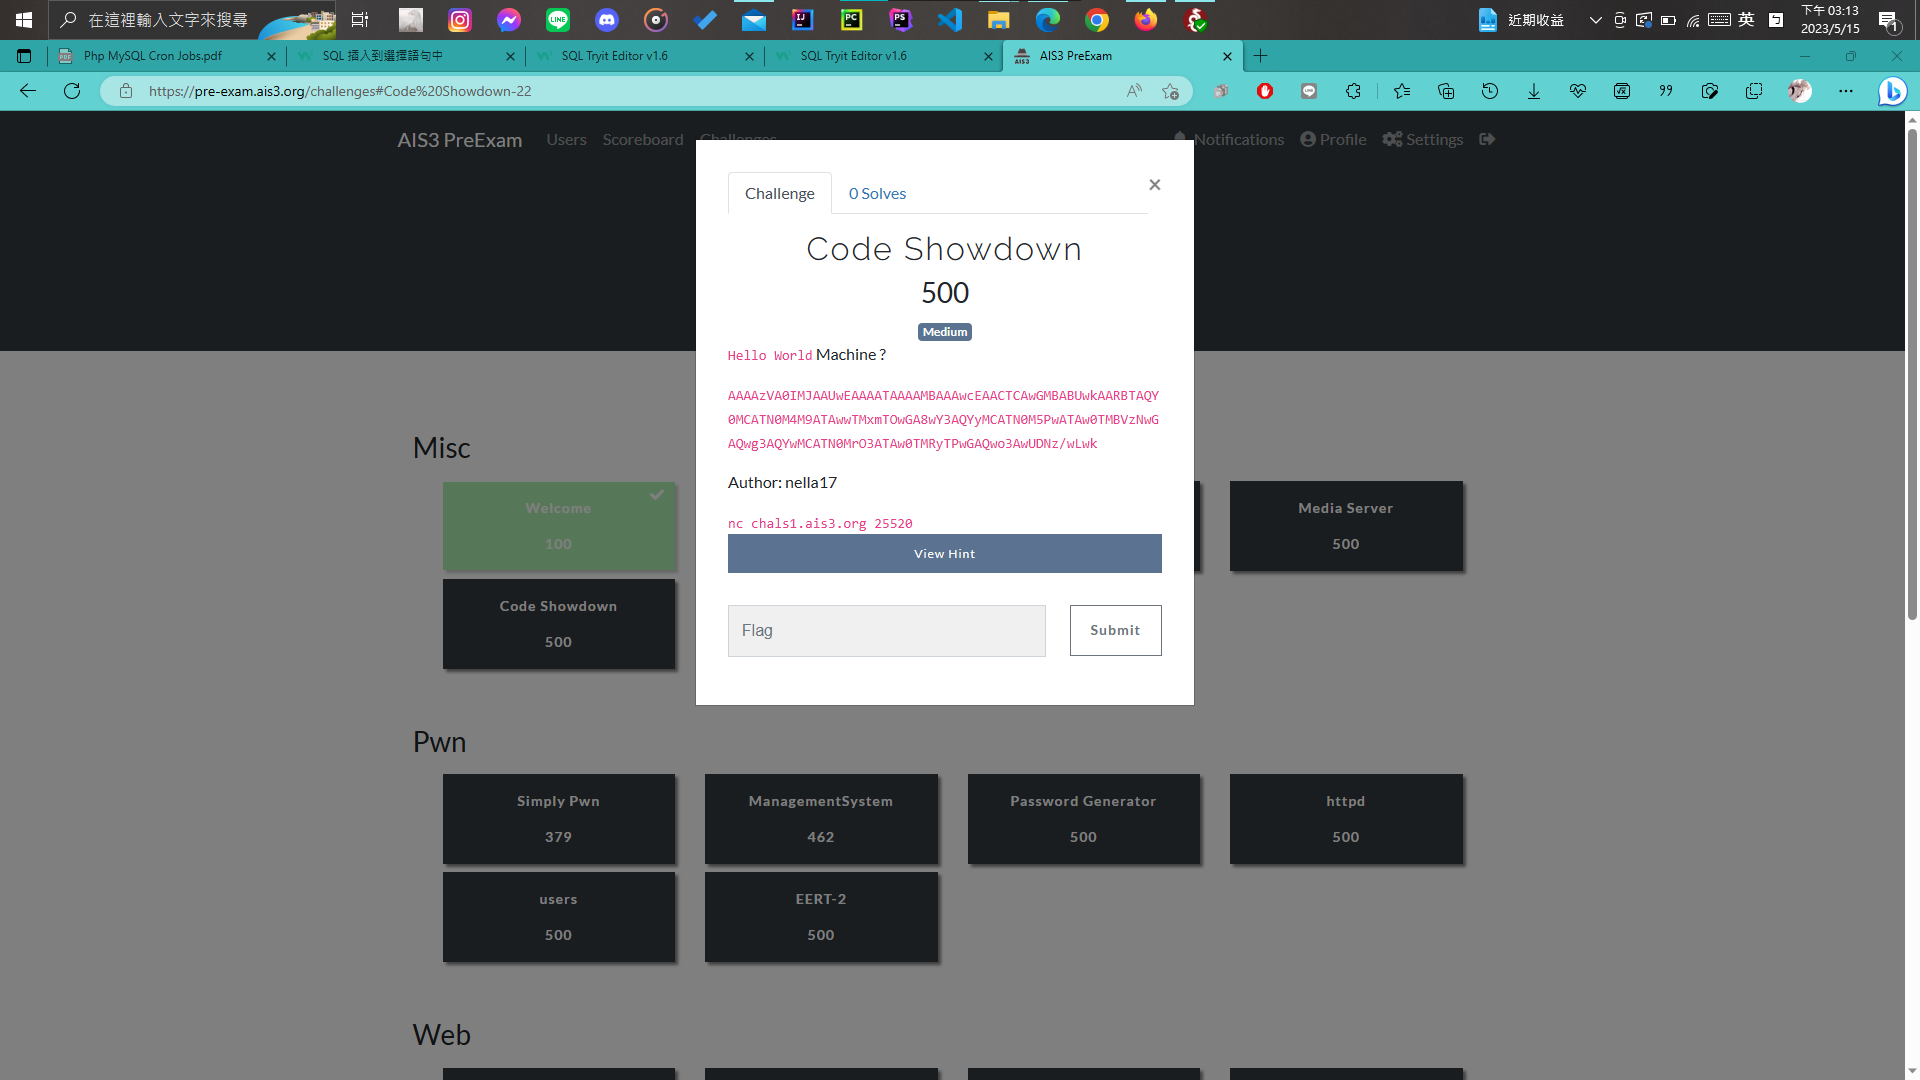 在這裡輸入文字來搜尋
近期收益
英
下午 03:13
2023/5/15
1
Php MySQL Cron Jobs.pdf
SQL 插入到選擇語句中
SQL Tryit Editor v1.6
SQL Tryit Editor v1.6
AIS3 PreExam
https://pre-exam.ais3.org/challenges#Code%20Showdown-22
AIS3 PreExam
Users
Scoreboard
Challenges
Notifications
Profile
Settings
Challenge
0 Solves
×
Code Showdown
500
Medium
Hello World Machine?
AAAAzVA0IMJAAUwEAAAATAAAAMBAAAwcEAACTCAwGMBABUwkAARBTAQY
0MCATN0M4M9ATAwwTMxmTOwGA8wY3AQYyMCATN0M5PwATAw0TMBVzNwG
AQwg3AQYwMCATN0MrO3ATAw0TMRyTPwGAQwo3AwUDNz/wLwk
Author: nella17
nc chals1.ais3.org 25520
View Hint
Flag
Submit
Misc
Welcome
100
Media Server
500
Code Showdown
500
Pwn
Simply Pwn
379
ManagementSystem
462
Password Generator
500
httpd
500
users
500
EERT-2
500
Web